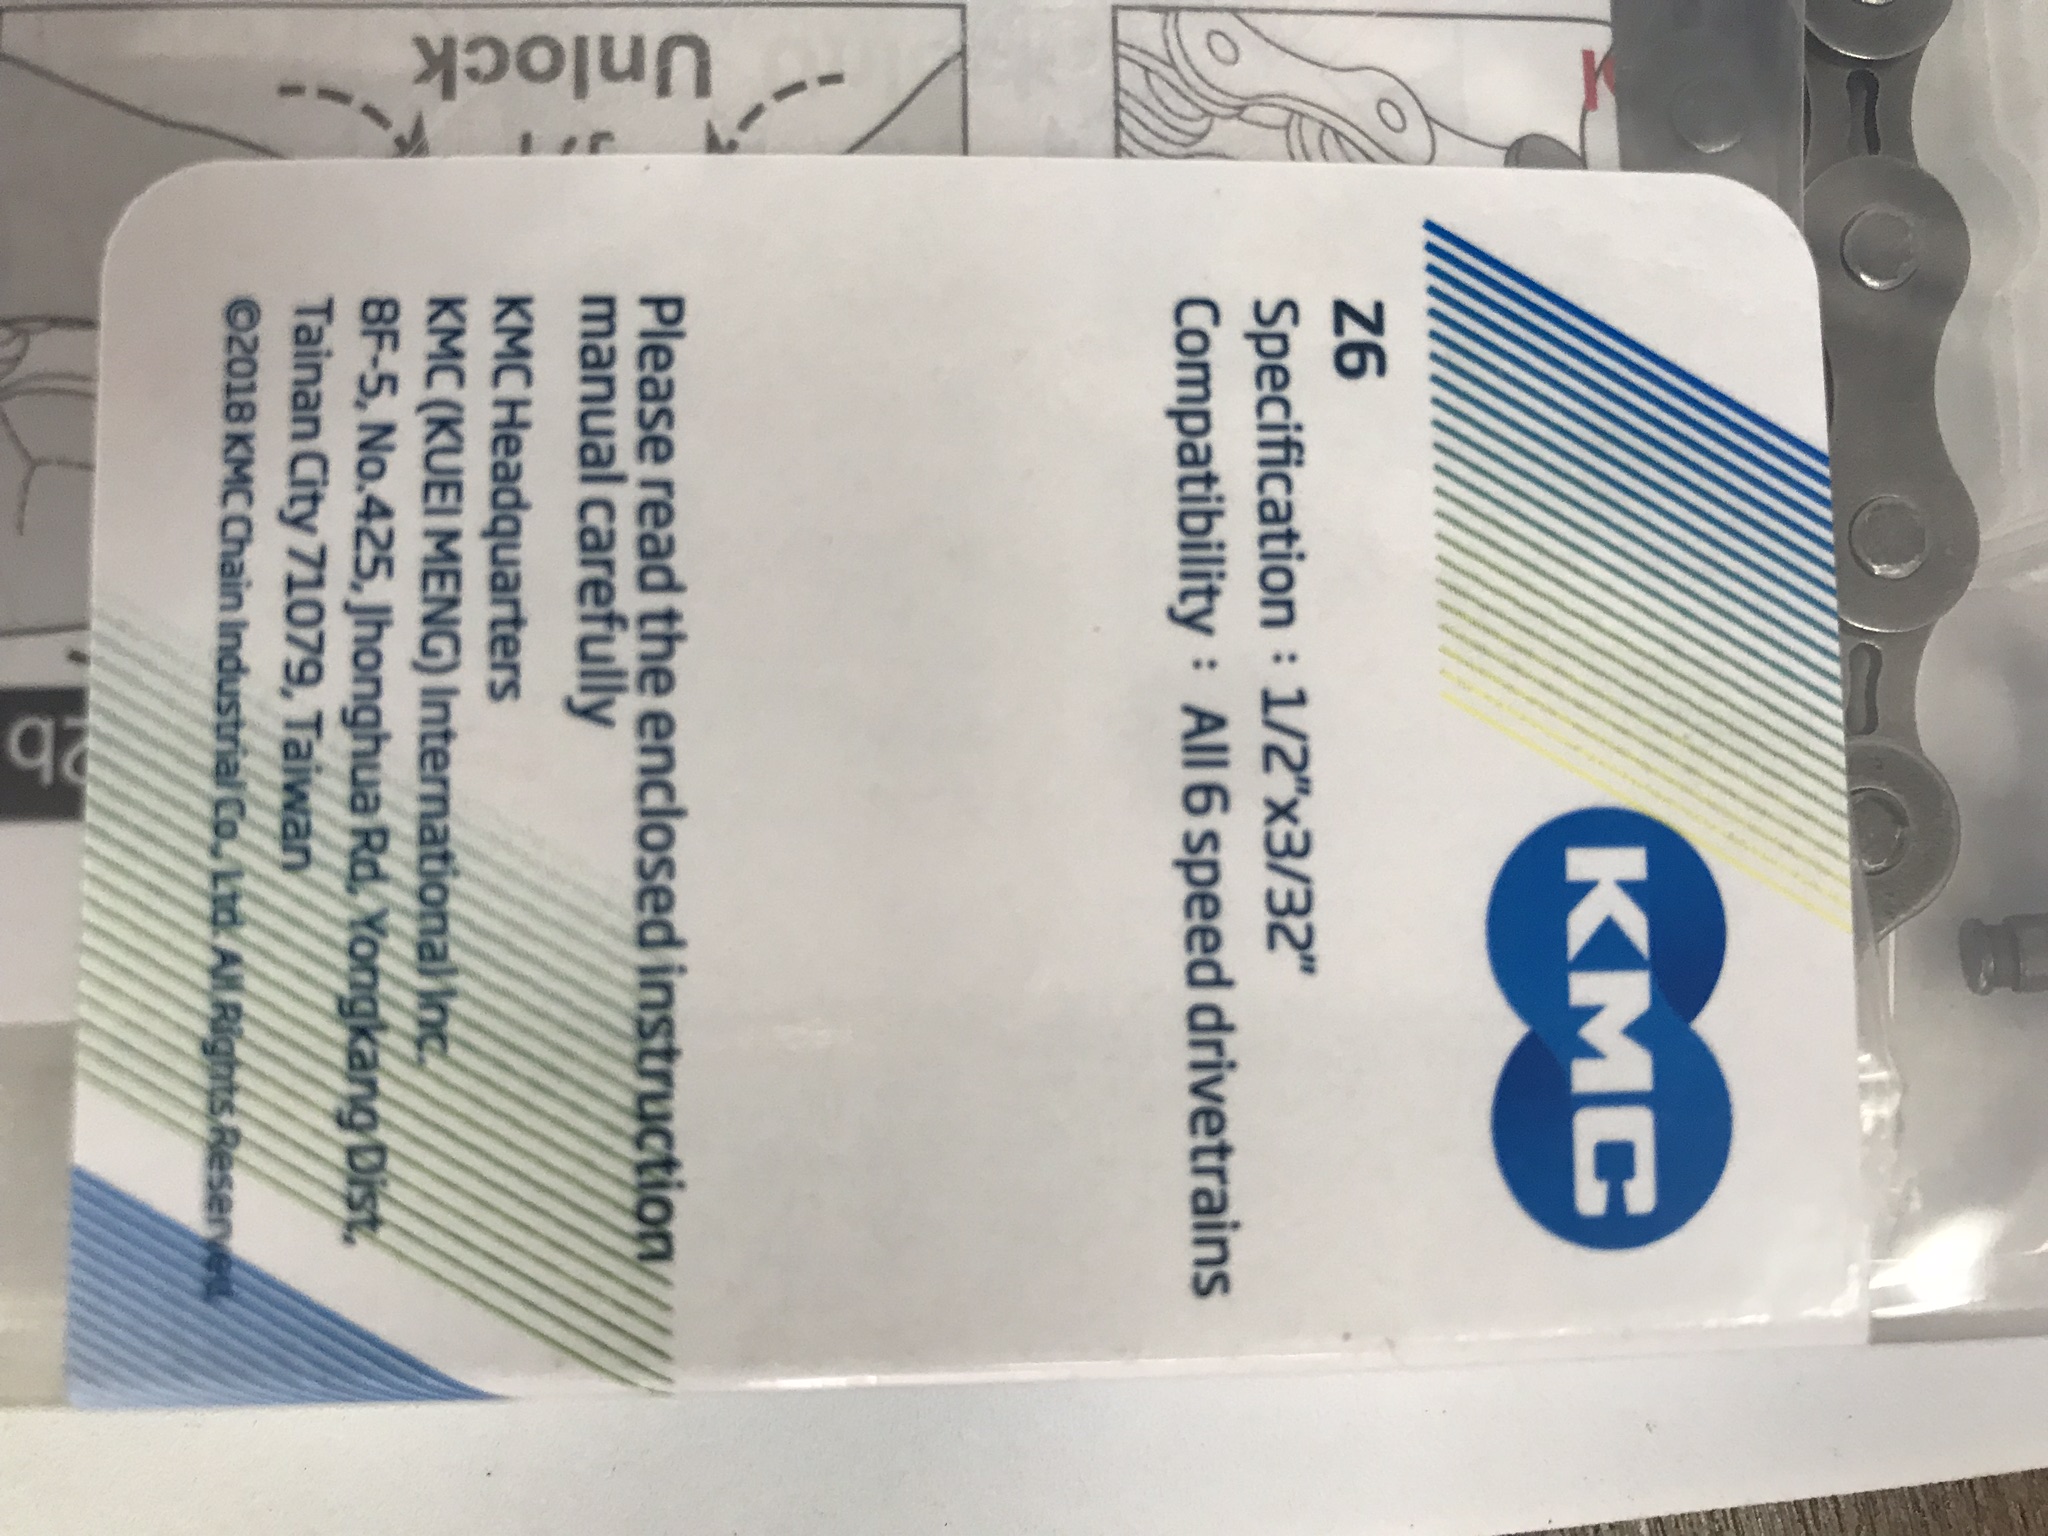 KMC
Z6
Specification : 1/2"x3/32"
Compatibility : All 6 speed drivetrains
Please read the enclosed instruction
manual carefully
KMC Headquarters
KMC (KUEI MENG) International Inc.
8F-5, No.425, Jhonghua Rd, Yongkang Dist.,
Tainan City 71079, Taiwan
©2018 KMC Chain Industrial Co., Ltd. All Rights Reserved
Unlock
2b